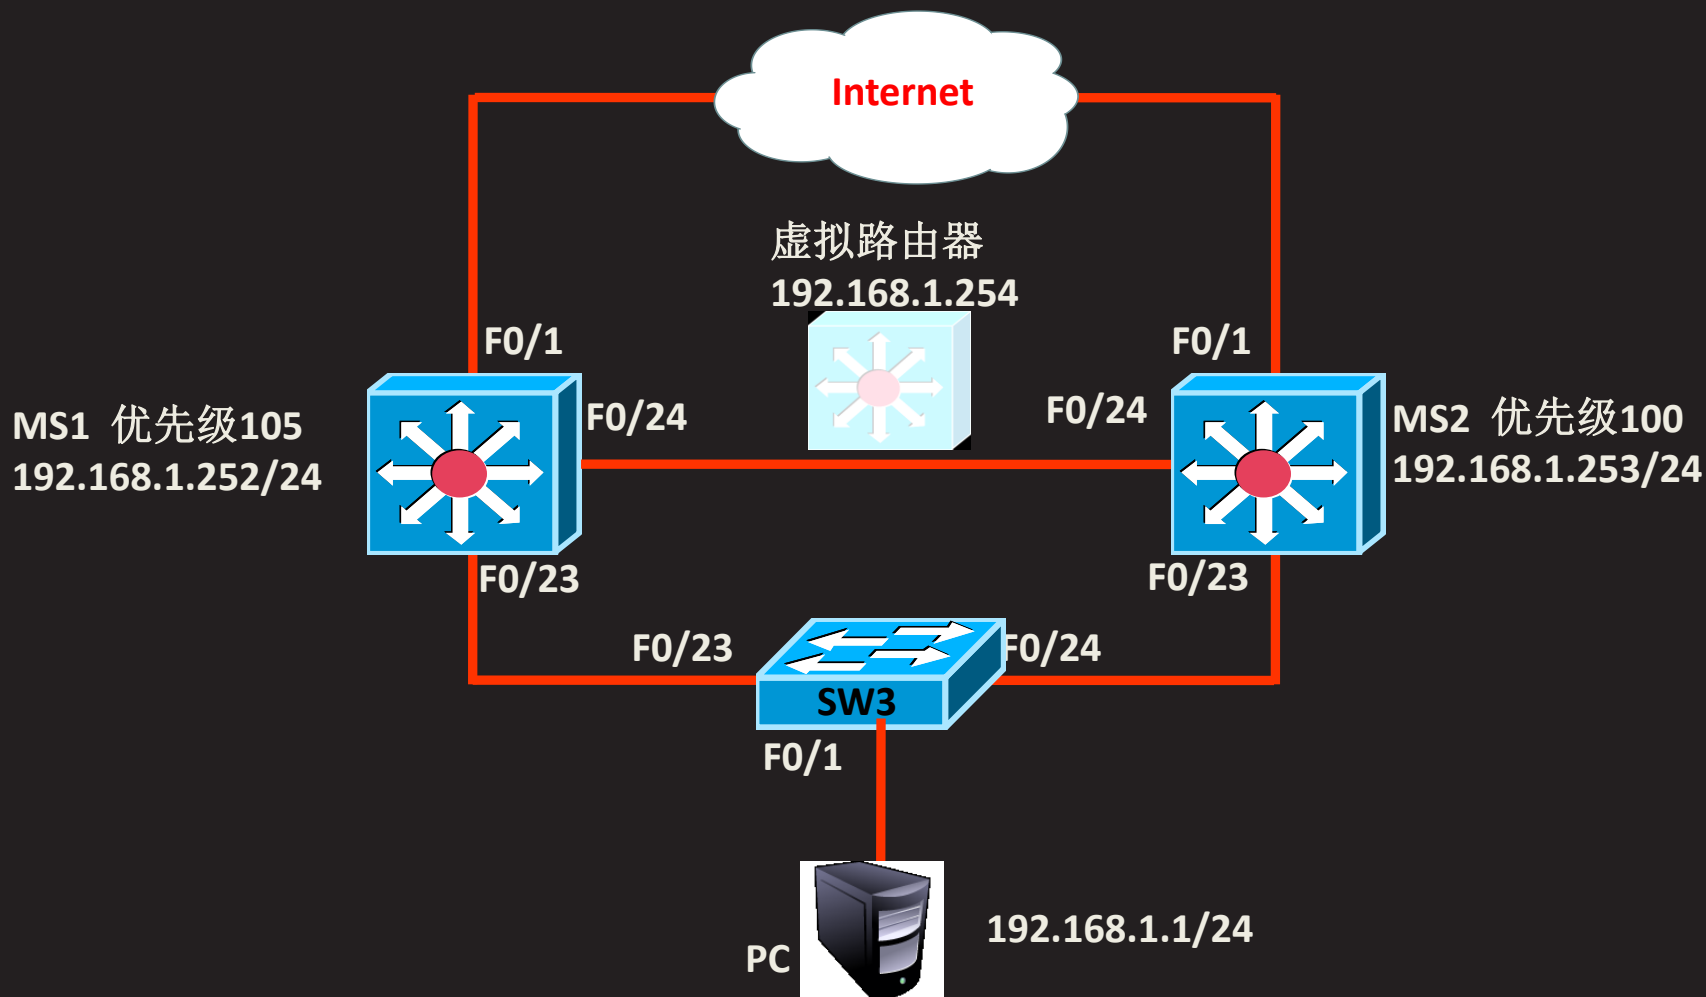 Internet
虚拟路由器
192.168.1.254
F0/1
F0/1
MS1 优先级105
192.168.1.252/24
F0/24
F0/24
MS2 优先级100
192.168.1.253/24
F0/23
F0/23
F0/23
F0/24
SW3
F0/1
PC
192.168.1.1/24